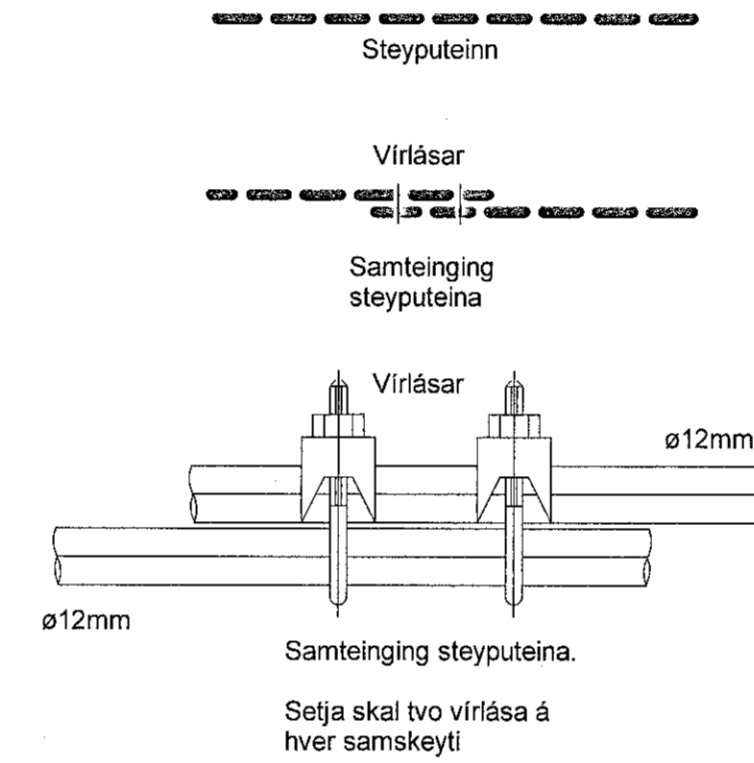 Steyputeinn
Vírlásar
Samteinging
steyputeina
Vírlásar
ø12mm
ø12mm
Samteinging steyputeina.
Setja skal tvo vírlása á
hver samskeyti